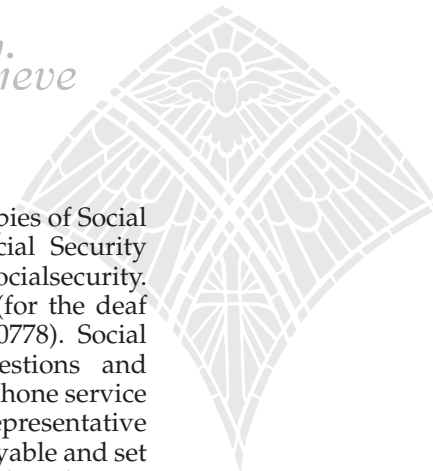 ieve
pies of Social
cial Security
ocialsecurity.
(for the deaf
0778). Social
estions and
hone service
epresentative
yable and set